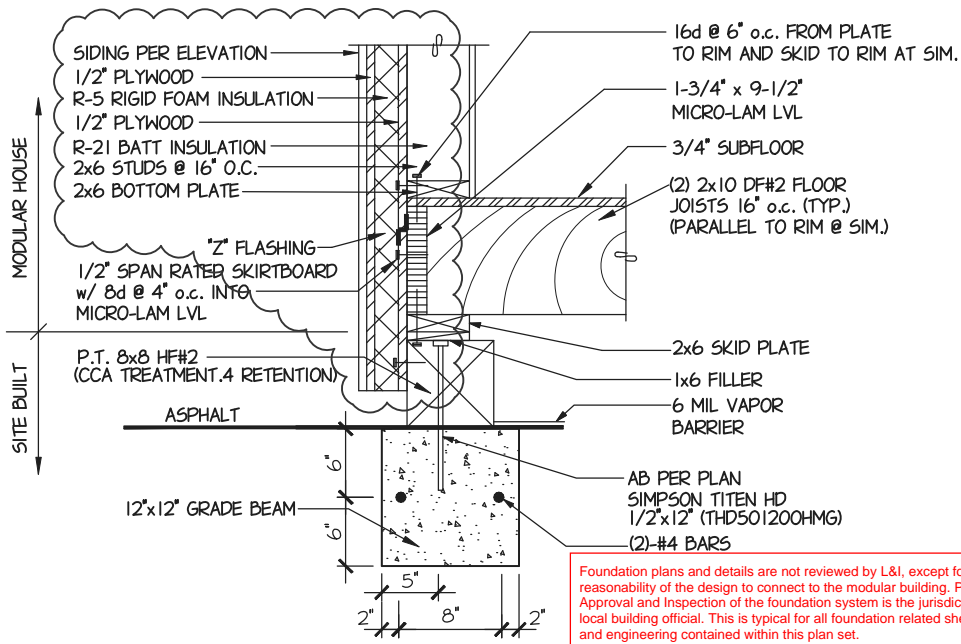 SIDING PER ELEVATION
1/2" PLYWOOD
R-5 RIGID FOAM INSULATION
1/2" PLYWOOD
R-21 BATT INSULATION
2x6 STUDS @ 16" O.C.
2x6 BOTTOM PLATE
"Z" FLASHING
1/2" SPAN RATED SKIRTBOARD
w/ 8d @ 4" o.c. INTO
MICRO-LAM LVL
P.T. 8x8 HF#2
(CCA TREATMENT.4 RETENTION)
ASPHALT
12"x12" GRADE BEAM
MODULAR HOUSE
SITE BUILT
16d @ 6" o.c. FROM PLATE
TO RIM AND SKID TO RIM AT SIM.
1-3/4" x 9-1/2"
MICRO-LAM LVL
3/4" SUBFLOOR
(2) 2x10 DF#2 FLOOR
JOISTS 16" o.c. (TYP.)
(PARALLEL TO RIM @ SIM.)
2x6 SKID PLATE
1x6 FILLER
6 MIL VAPOR
BARRIER
AB PER PLAN
SIMPSON TITEN HD
1/2"x12" (THD501200HMG)
(2)-#4 BARS
6"
6"
5"
2"
8"
2"
Foundation plans and details are not reviewed by L&I, except fo
reasonability of the design to connect to the modular building. P
Approval and Inspection of the foundation system is the jurisdic
local building official. This is typical for all foundation related she
and engineering contained within this plan set.